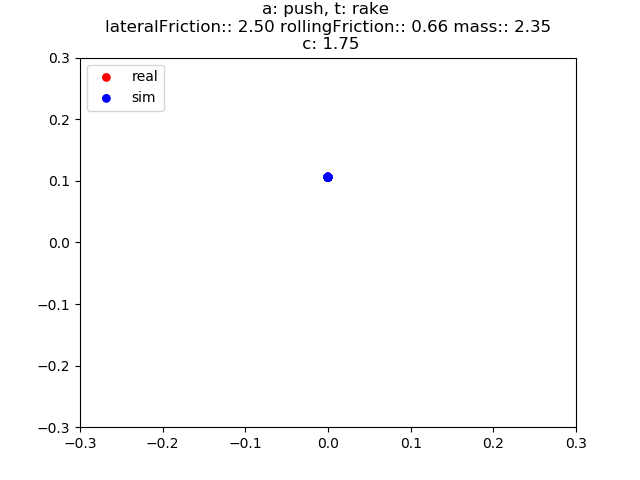 a: push, t: rake
lateralFriction:: 2.50 rollingFriction:: 0.66 mass:: 2.35
c: 1.75
real
sim
0.3
0.2
0.1
0.0
−0.1
−0.2
−0.3
−0.3 −0.2 −0.1 0.0 0.1 0.2 0.3